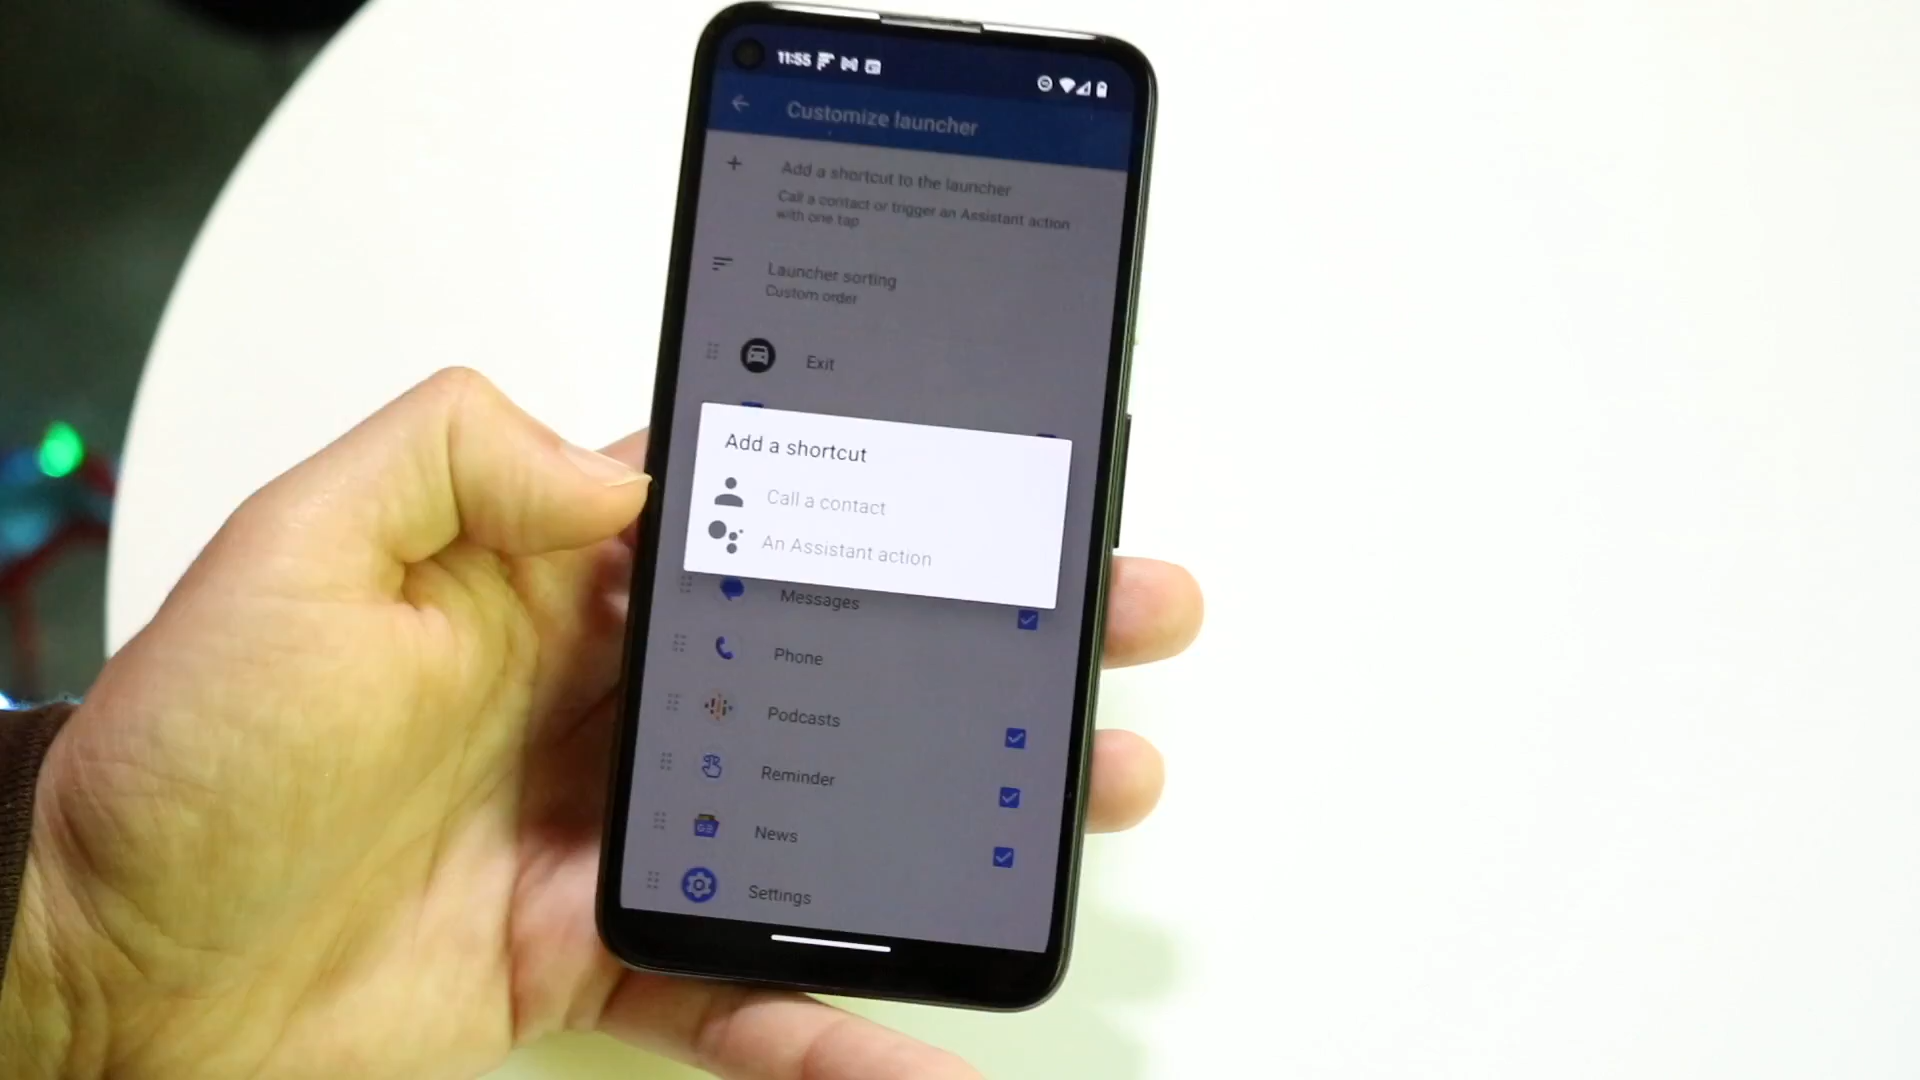 11:55
Customize launcher
Add a shortcut to the launcher
Call a contact or trigger an Assistant action
with one tap
Launcher sorting
Custom order
Exit
Add a shortcut
Call a contact
An Assistant action
Messages
Phone
Podcasts
Reminder
News
Settings